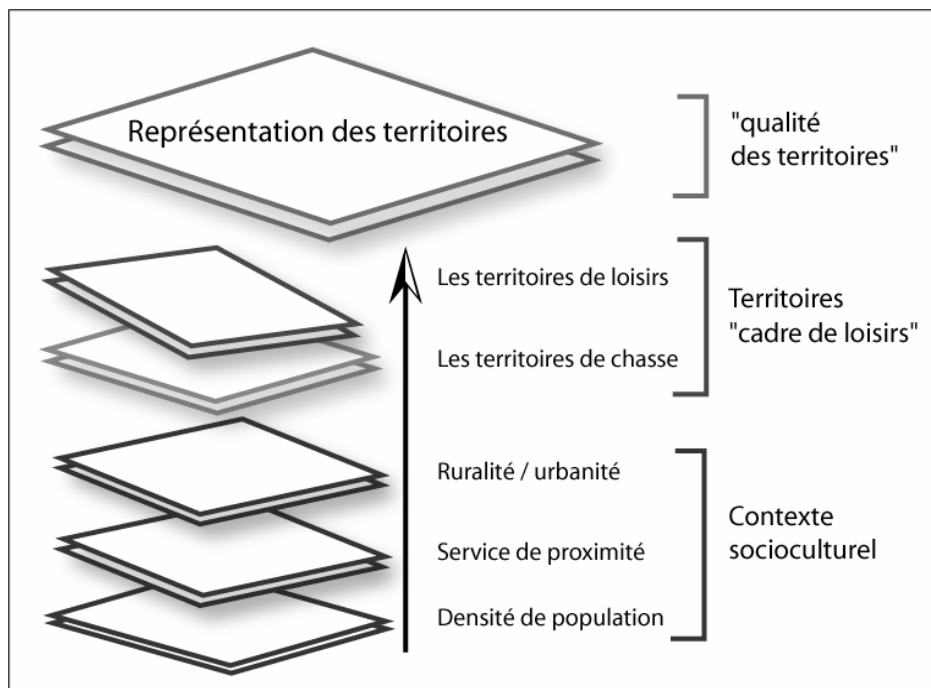 Représentation des territoires
"qualité
des territoires"
Les territoires de loisirs
Territoires
"cadre de loisirs"
Les territoires de chasse
Ruralité / urbanité
Contexte
socioculturel
Service de proximité
Densité de population